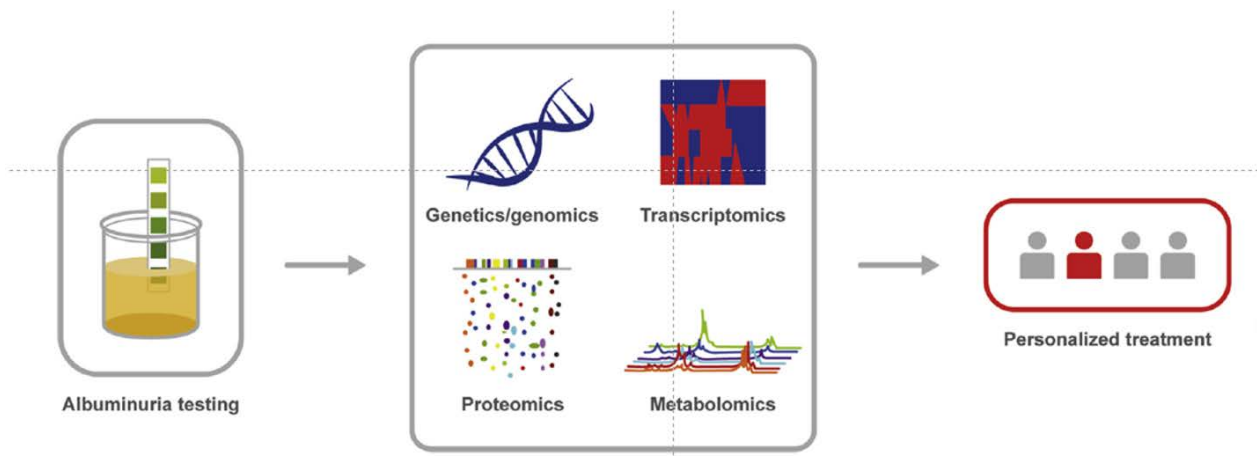 Albuminuria testing
Genetics/genomics
Transcriptomics
Proteomics
Metabolomics
Personalized treatment